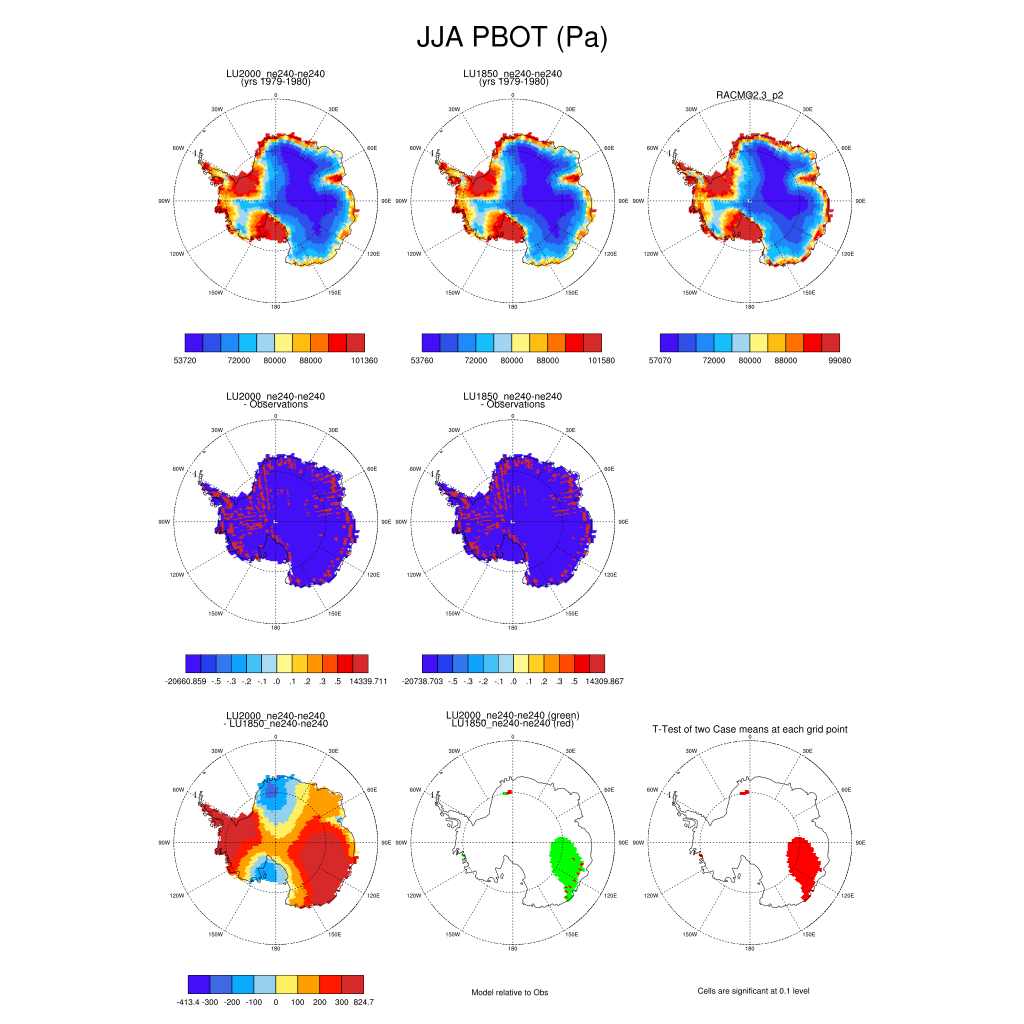 JJA PBOT (Pa)
LU2000_ne240-ne240
(yrs 1979-1980)
LU1850_ne240-ne240
(yrs 1979-1980)
RACMO2.3_p2
0
30E
60E
90E
120E
150E
180
150W
120W
90W
60W
30W
0
30E
60E
90E
120E
150E
180
150W
120W
90W
60W
30W
0
30E
60E
90E
120E
150E
180
150W
120W
90W
60W
30W
53720 72000 80000 88000 101360
53760 72000 80000 88000 101580
57070 72000 80000 88000 99080
LU2000_ne240-ne240
- Observations
LU1850_ne240-ne240
- Observations
0
30E
60E
90E
120E
150E
180
150W
120W
90W
60W
30W
0
30E
60E
90E
120E
150E
180
150W
120W
90W
60W
30W
-20660.859 -.5 -.3 -.2 -.1 .0 .1 .2 .3 .5 14339.711
-20738.703 -.5 -.3 -.2 -.1 .0 .1 .2 .3 .5 14309.867
LU2000_ne240-ne240
- LU1850_ne240-ne240
LU2000_ne240-ne240 (green)
LU1850_ne240-ne240 (red)
T-Test of two Case means at each grid point
0
30E
60E
90E
120E
150E
180
150W
120W
90W
60W
30W
0
30E
60E
90E
120E
150E
180
150W
120W
90W
60W
30W
0
30E
60E
90E
120E
150E
180
150W
120W
90W
60W
30W
-413.4 -300 -200 -100 0 100 200 300 824.7
Model relative to Obs
Cells are significant at 0.1 level